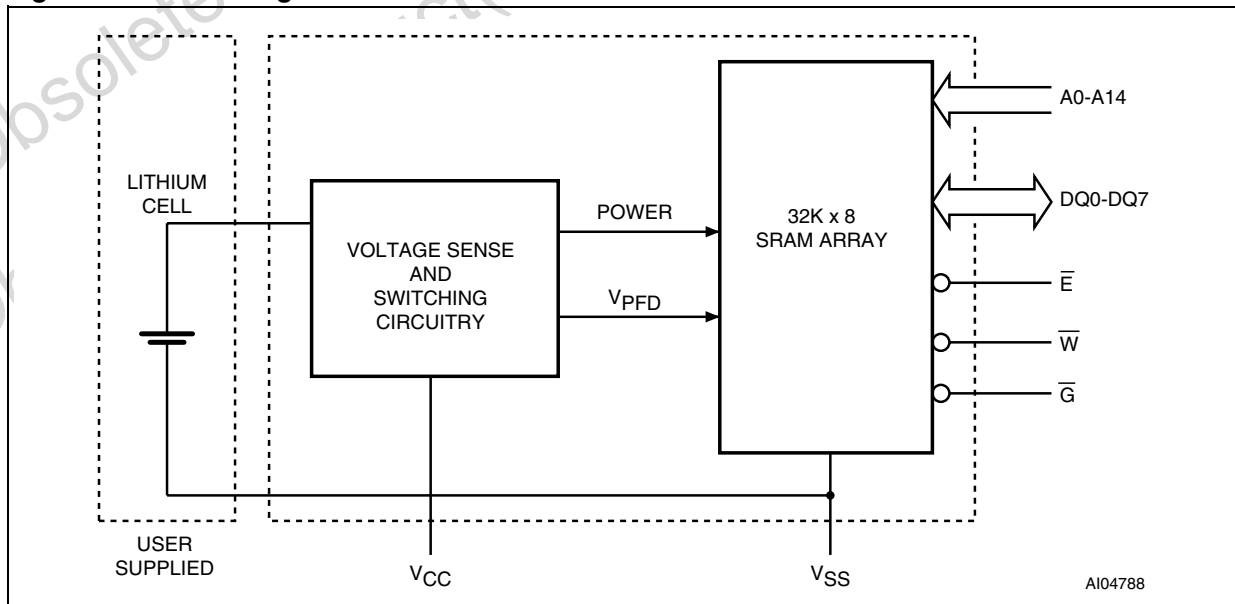 LITHIUM
CELL
VOLTAGE SENSE
AND
SWITCHING
CIRCUITRY
POWER
VPFD
32K x 8
SRAM ARRAY
A0-A14
DQ0-DQ7
E̅
W̅
G̅
USER
SUPPLIED
VCC
VSS
AI04788